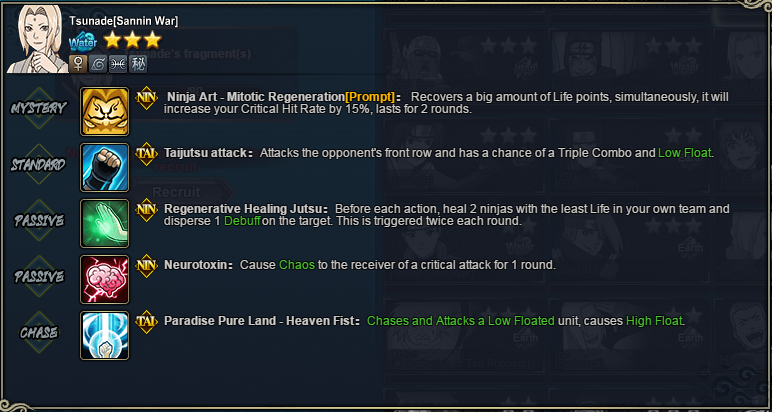 Tsunade[Sannin War]
Water
秘
MYSTERY
NIN
Ninja Art - Mitotic Regeneration[Prompt]： Recovers a big amount of Life points, simultaneously, it will
increase your Critical Hit Rate by 15%, lasts for 2 rounds.
STANDARD
TAI
Taijutsu attack： Attacks the opponent's front row and has a chance of a Triple Combo and Low Float.
Recruit
PASSIVE
NIN
Regenerative Healing Jutsu： Before each action, heal 2 ninjas with the least Life in your own team and
disperse 1 Debuff on the target. This is triggered twice each round.
PASSIVE
NIN
Neurotoxin： Cause Chaos to the receiver of a critical attack for 1 round.
CHASE
TAI
Paradise Pure Land - Heaven Fist： Chases and Attacks a Low Floated unit, causes High Float.